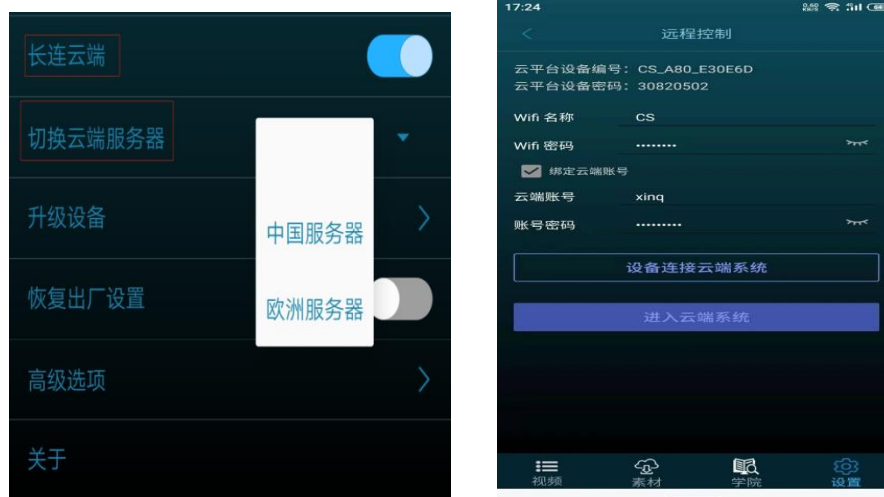 长连云端
切换云端服务器
中国服务器
升级设备
欧洲服务器
恢复出厂设置
高级选项
关于
17:24
远程控制
云平台设备编号: CS_A80_E30E6D
云平台设备密码: 30820502
Wifi 名称 CS
Wifi 密码 ········
绑定云端账号
云端账号 xinq
账号密码 ·········
设备连接云端系统
进入云端系统
视频 素材 学院 设置